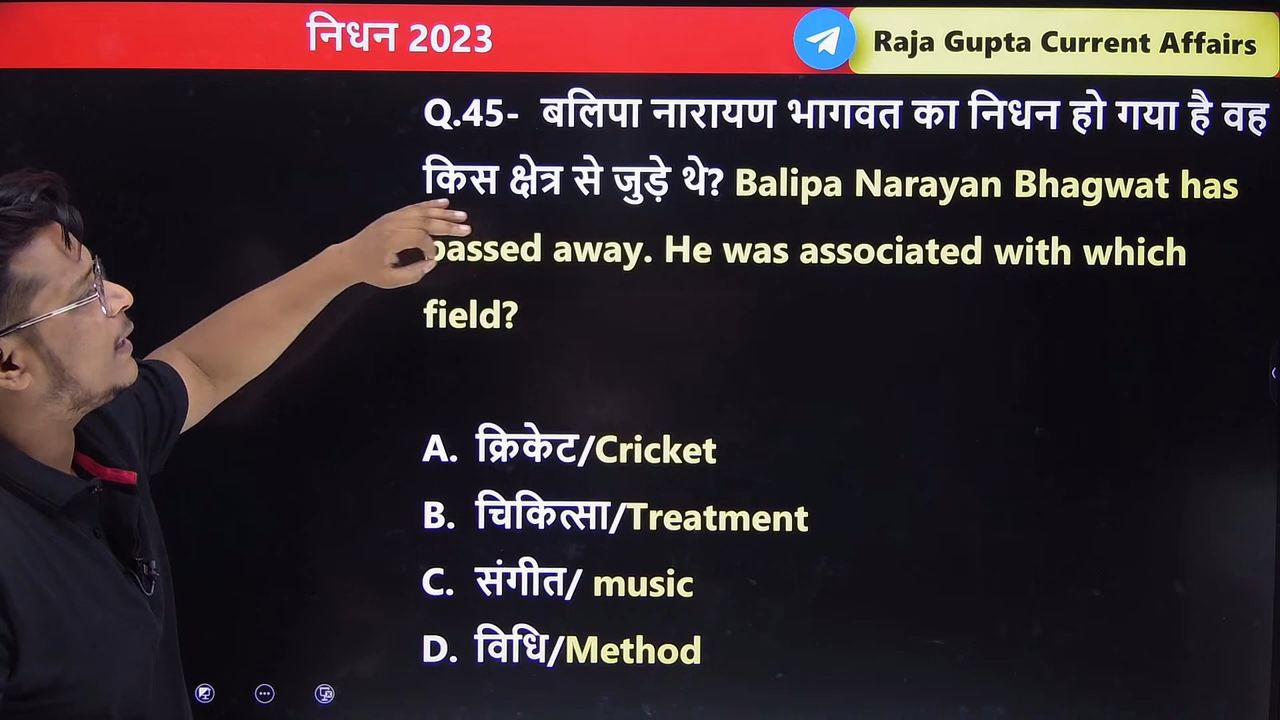 निधन 2023
Raja Gupta Current Affairs
Q.45- बलिपा नारायण भागवत का निधन हो गया है वह
किस क्षेत्र से जुड़े थे? Balipa Narayan Bhagwat has
passed away. He was associated with which
field?
A. क्रिकेट/Cricket
B. चिकित्सा/Treatment
C. संगीत/ music
D. विधि/Method